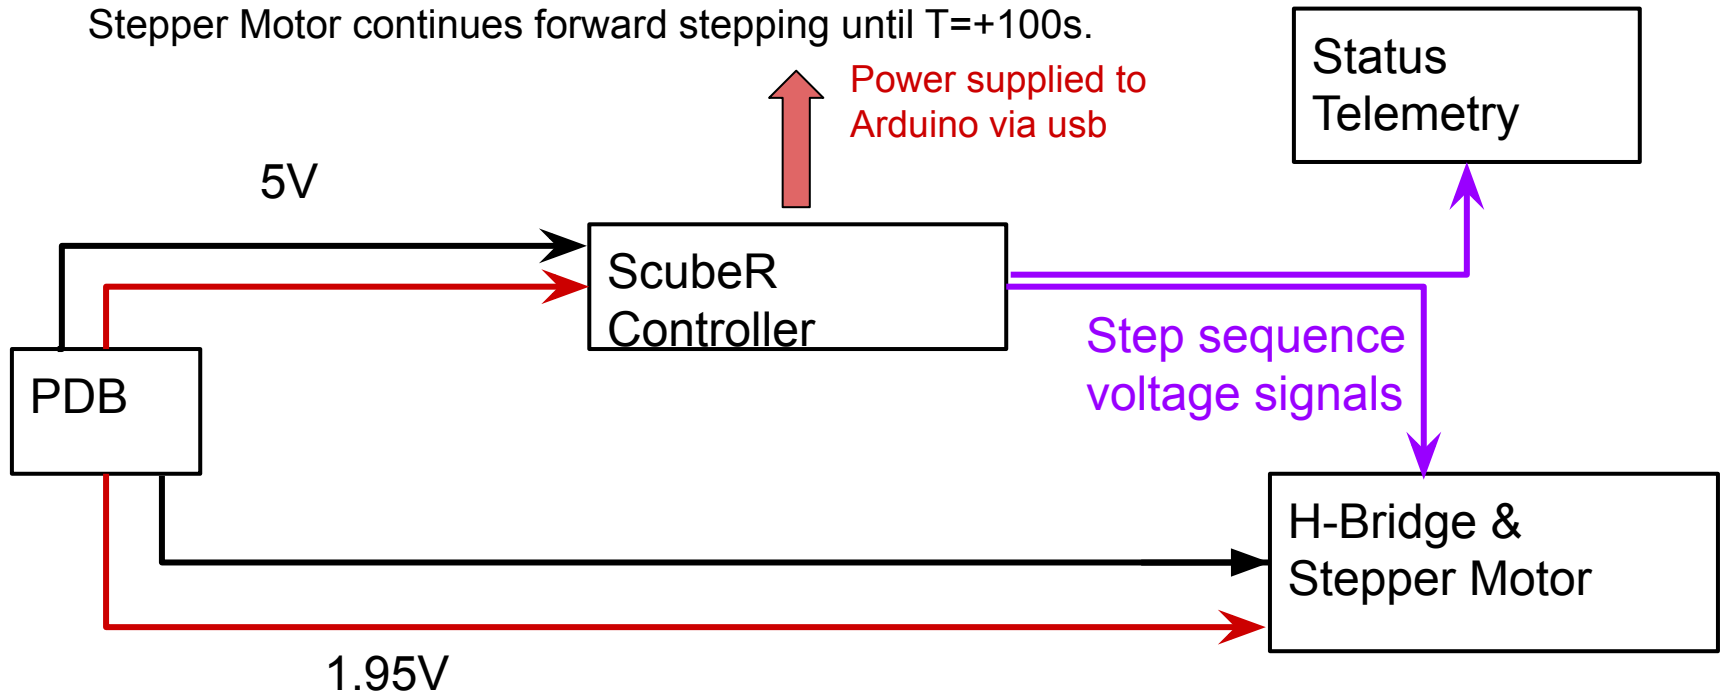 Stepper Motor continues forward stepping until T=+100s.
Power supplied to
Arduino via usb
Status
Telemetry
5V
ScubeR
Controller
Step sequence
voltage signals
PDB
H-Bridge &
Stepper Motor
1.95V